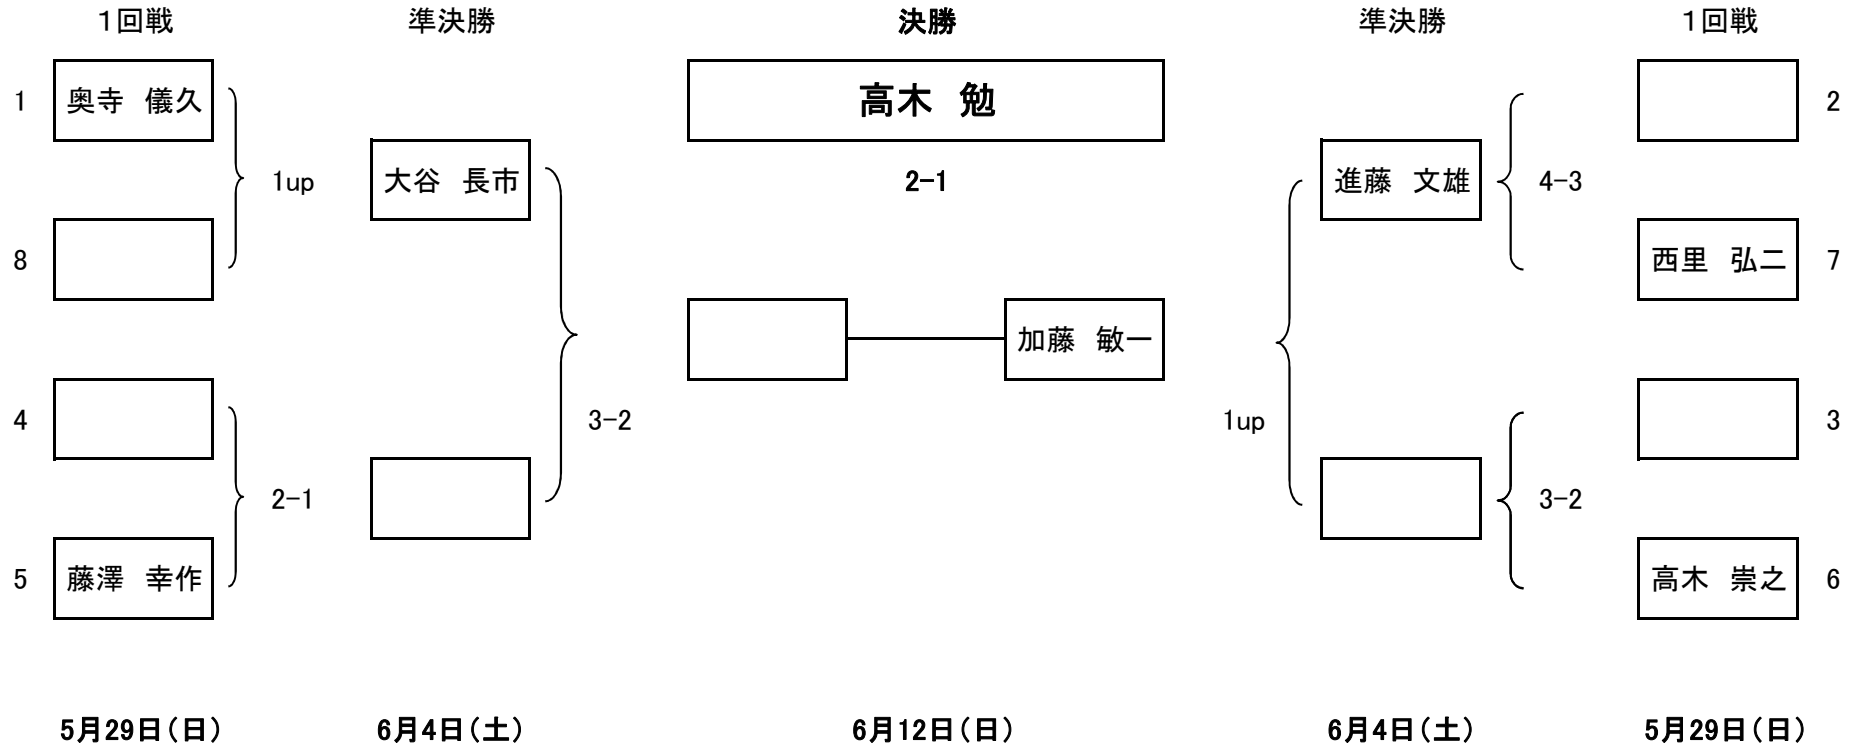 １回戦 準決勝 決勝 準決勝 １回戦
1 奥寺 儀久 高木 勉 2
1up 大谷 長市 2-1 進藤 文雄 4-3
8 西里 弘二 7
加藤 敏一
4 3-2 1up 3
2-1 3-2
5 藤澤 幸作 高木 崇之 6
5月29日（日） 6月4日（土） 6月12日（日） 6月4日（土） 5月29日（日）